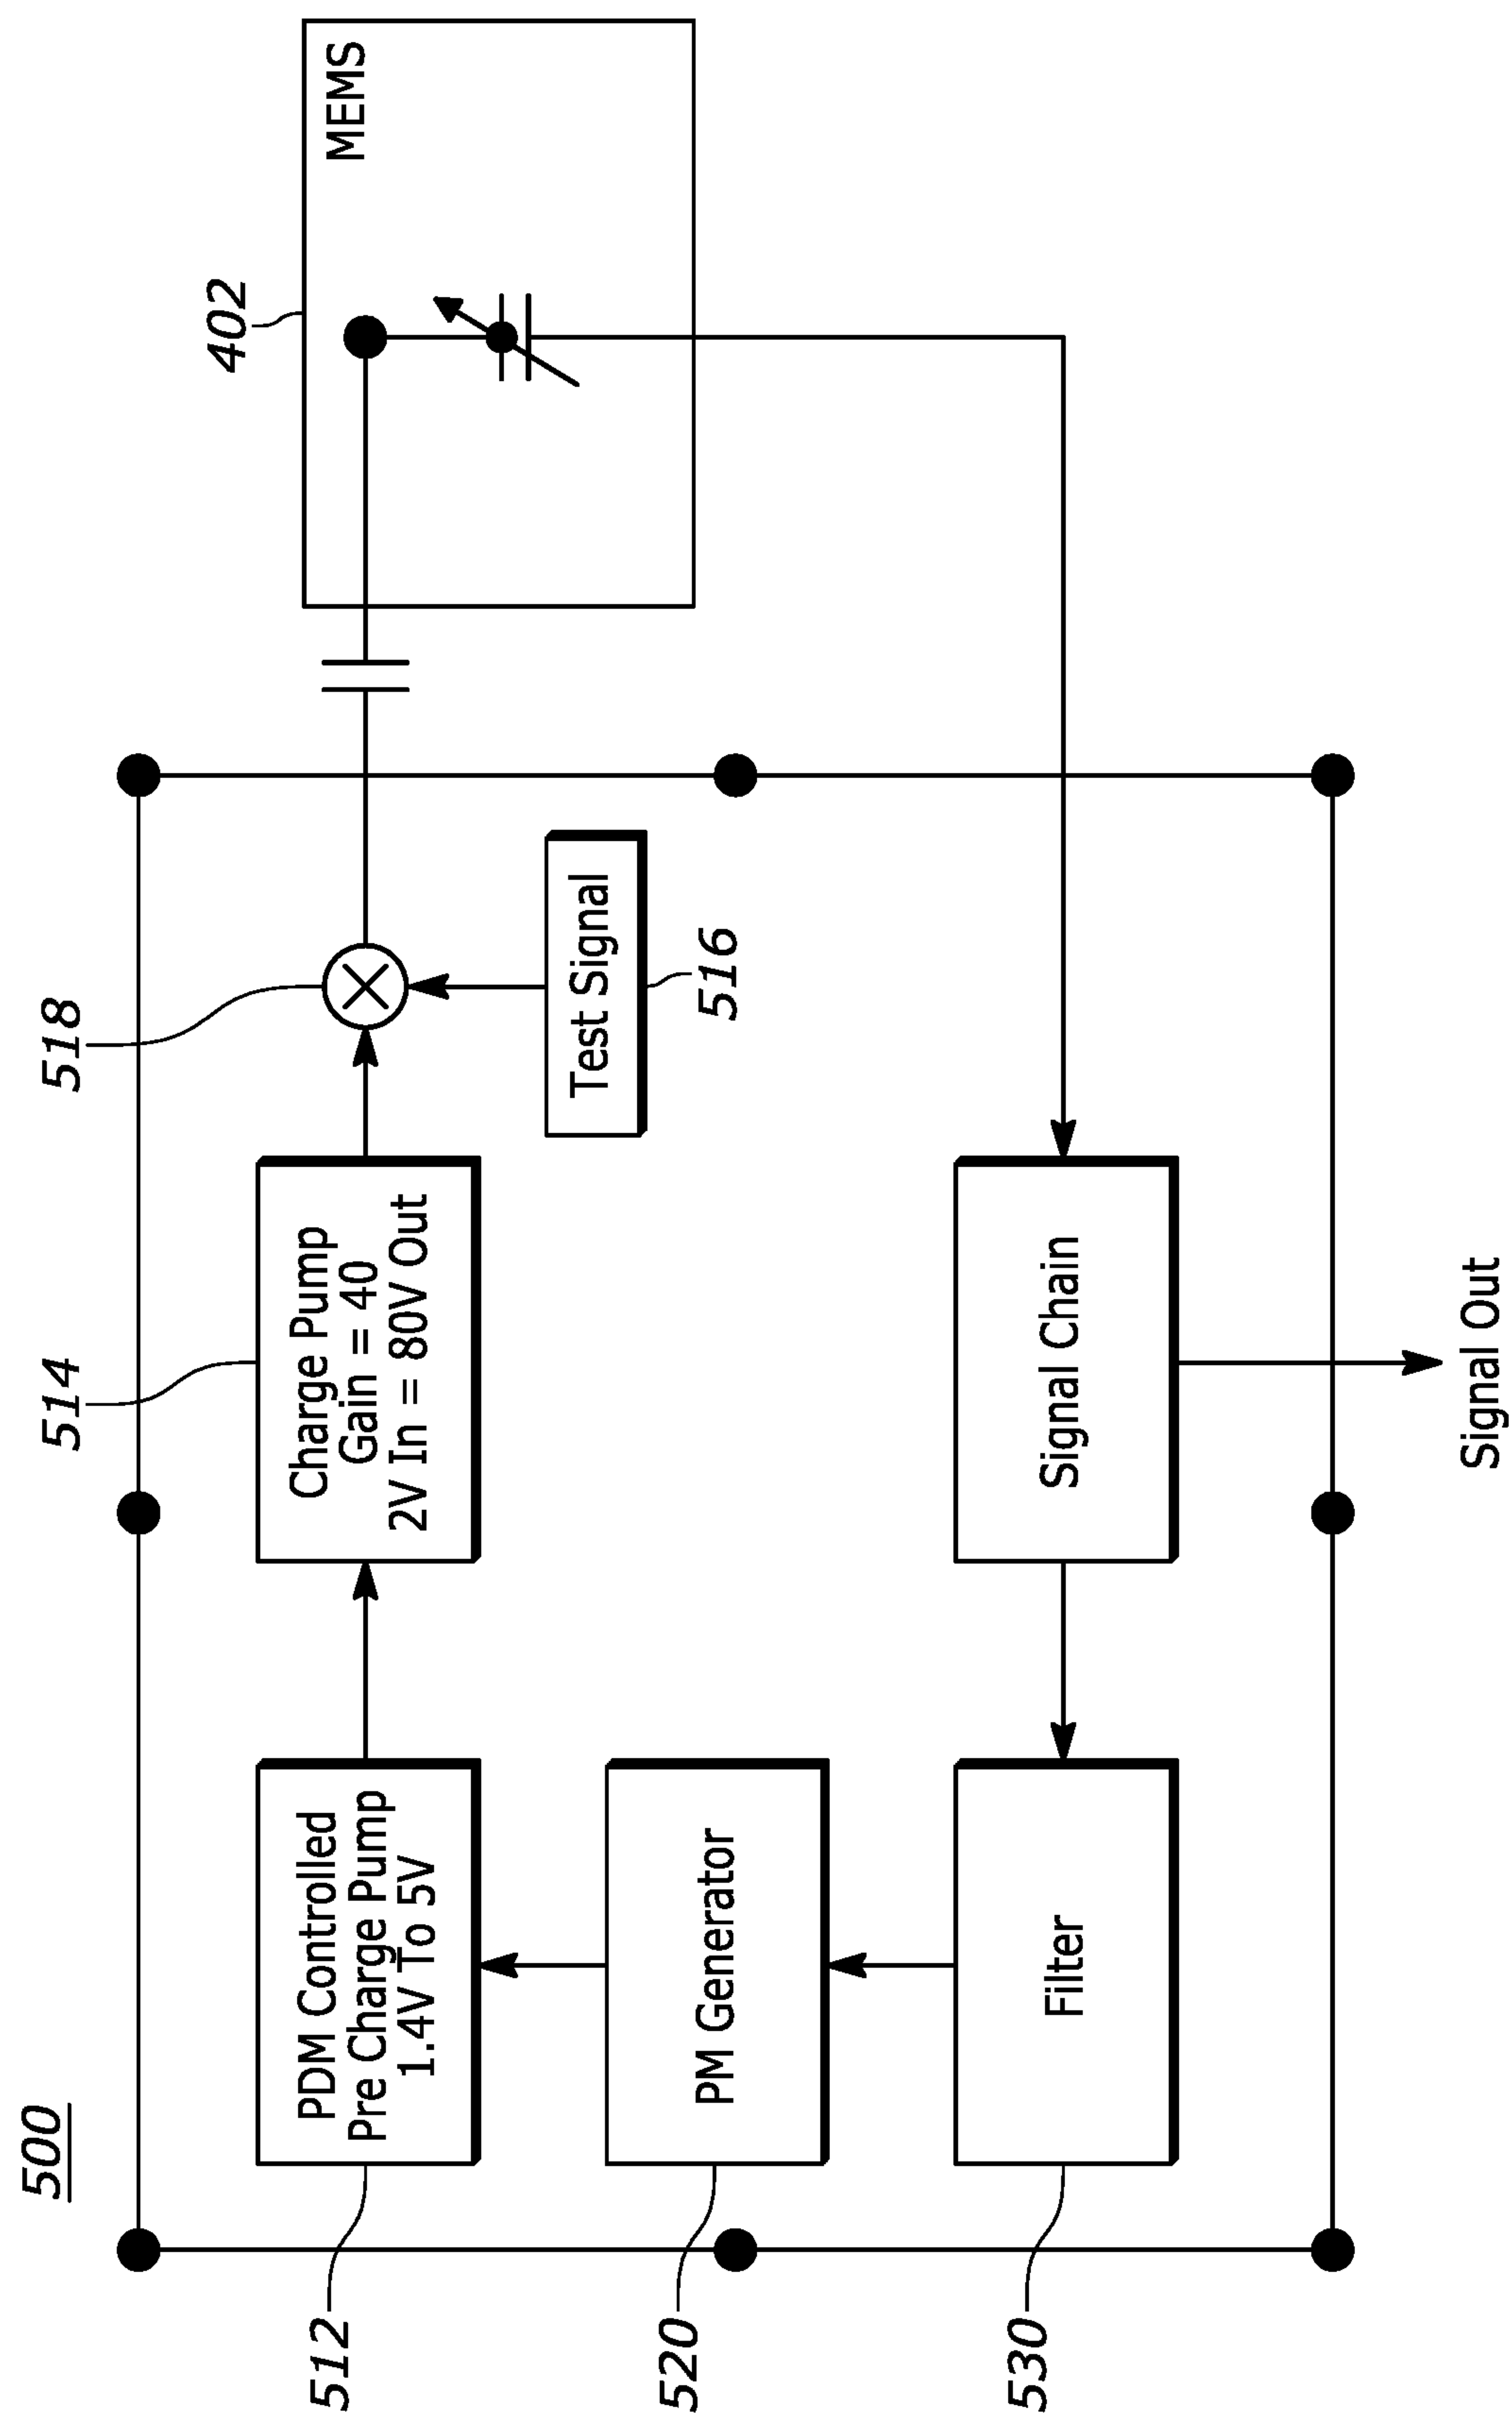 500
512
PDM Controlled
Pre Charge Pump
1.4V To 5V
514
Charge Pump
Gain = 40
2V In = 80V Out
518
Test Signal
516
402
MEMS
520
PM Generator
530
Filter
Signal Chain
Signal Out